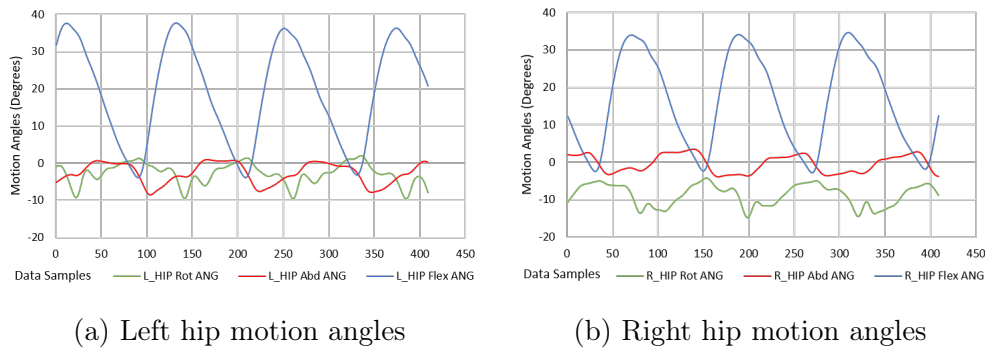 40
30
20
10
0
-10
-20
Motion Angles (Degrees)
0 50 100 150 200 250 300 350 400 450
Data Samples L_HIP Rot ANG L_HIP Abd ANG L_HIP Flex ANG
(a) Left hip motion angles
40
30
20
10
0
-10
-20
Motion Angles (Degrees)
0 50 100 150 200 250 300 350 400 450
Data Samples R_HIP Rot ANG R_HIP Abd ANG R_HIP Flex ANG
(b) Right hip motion angles